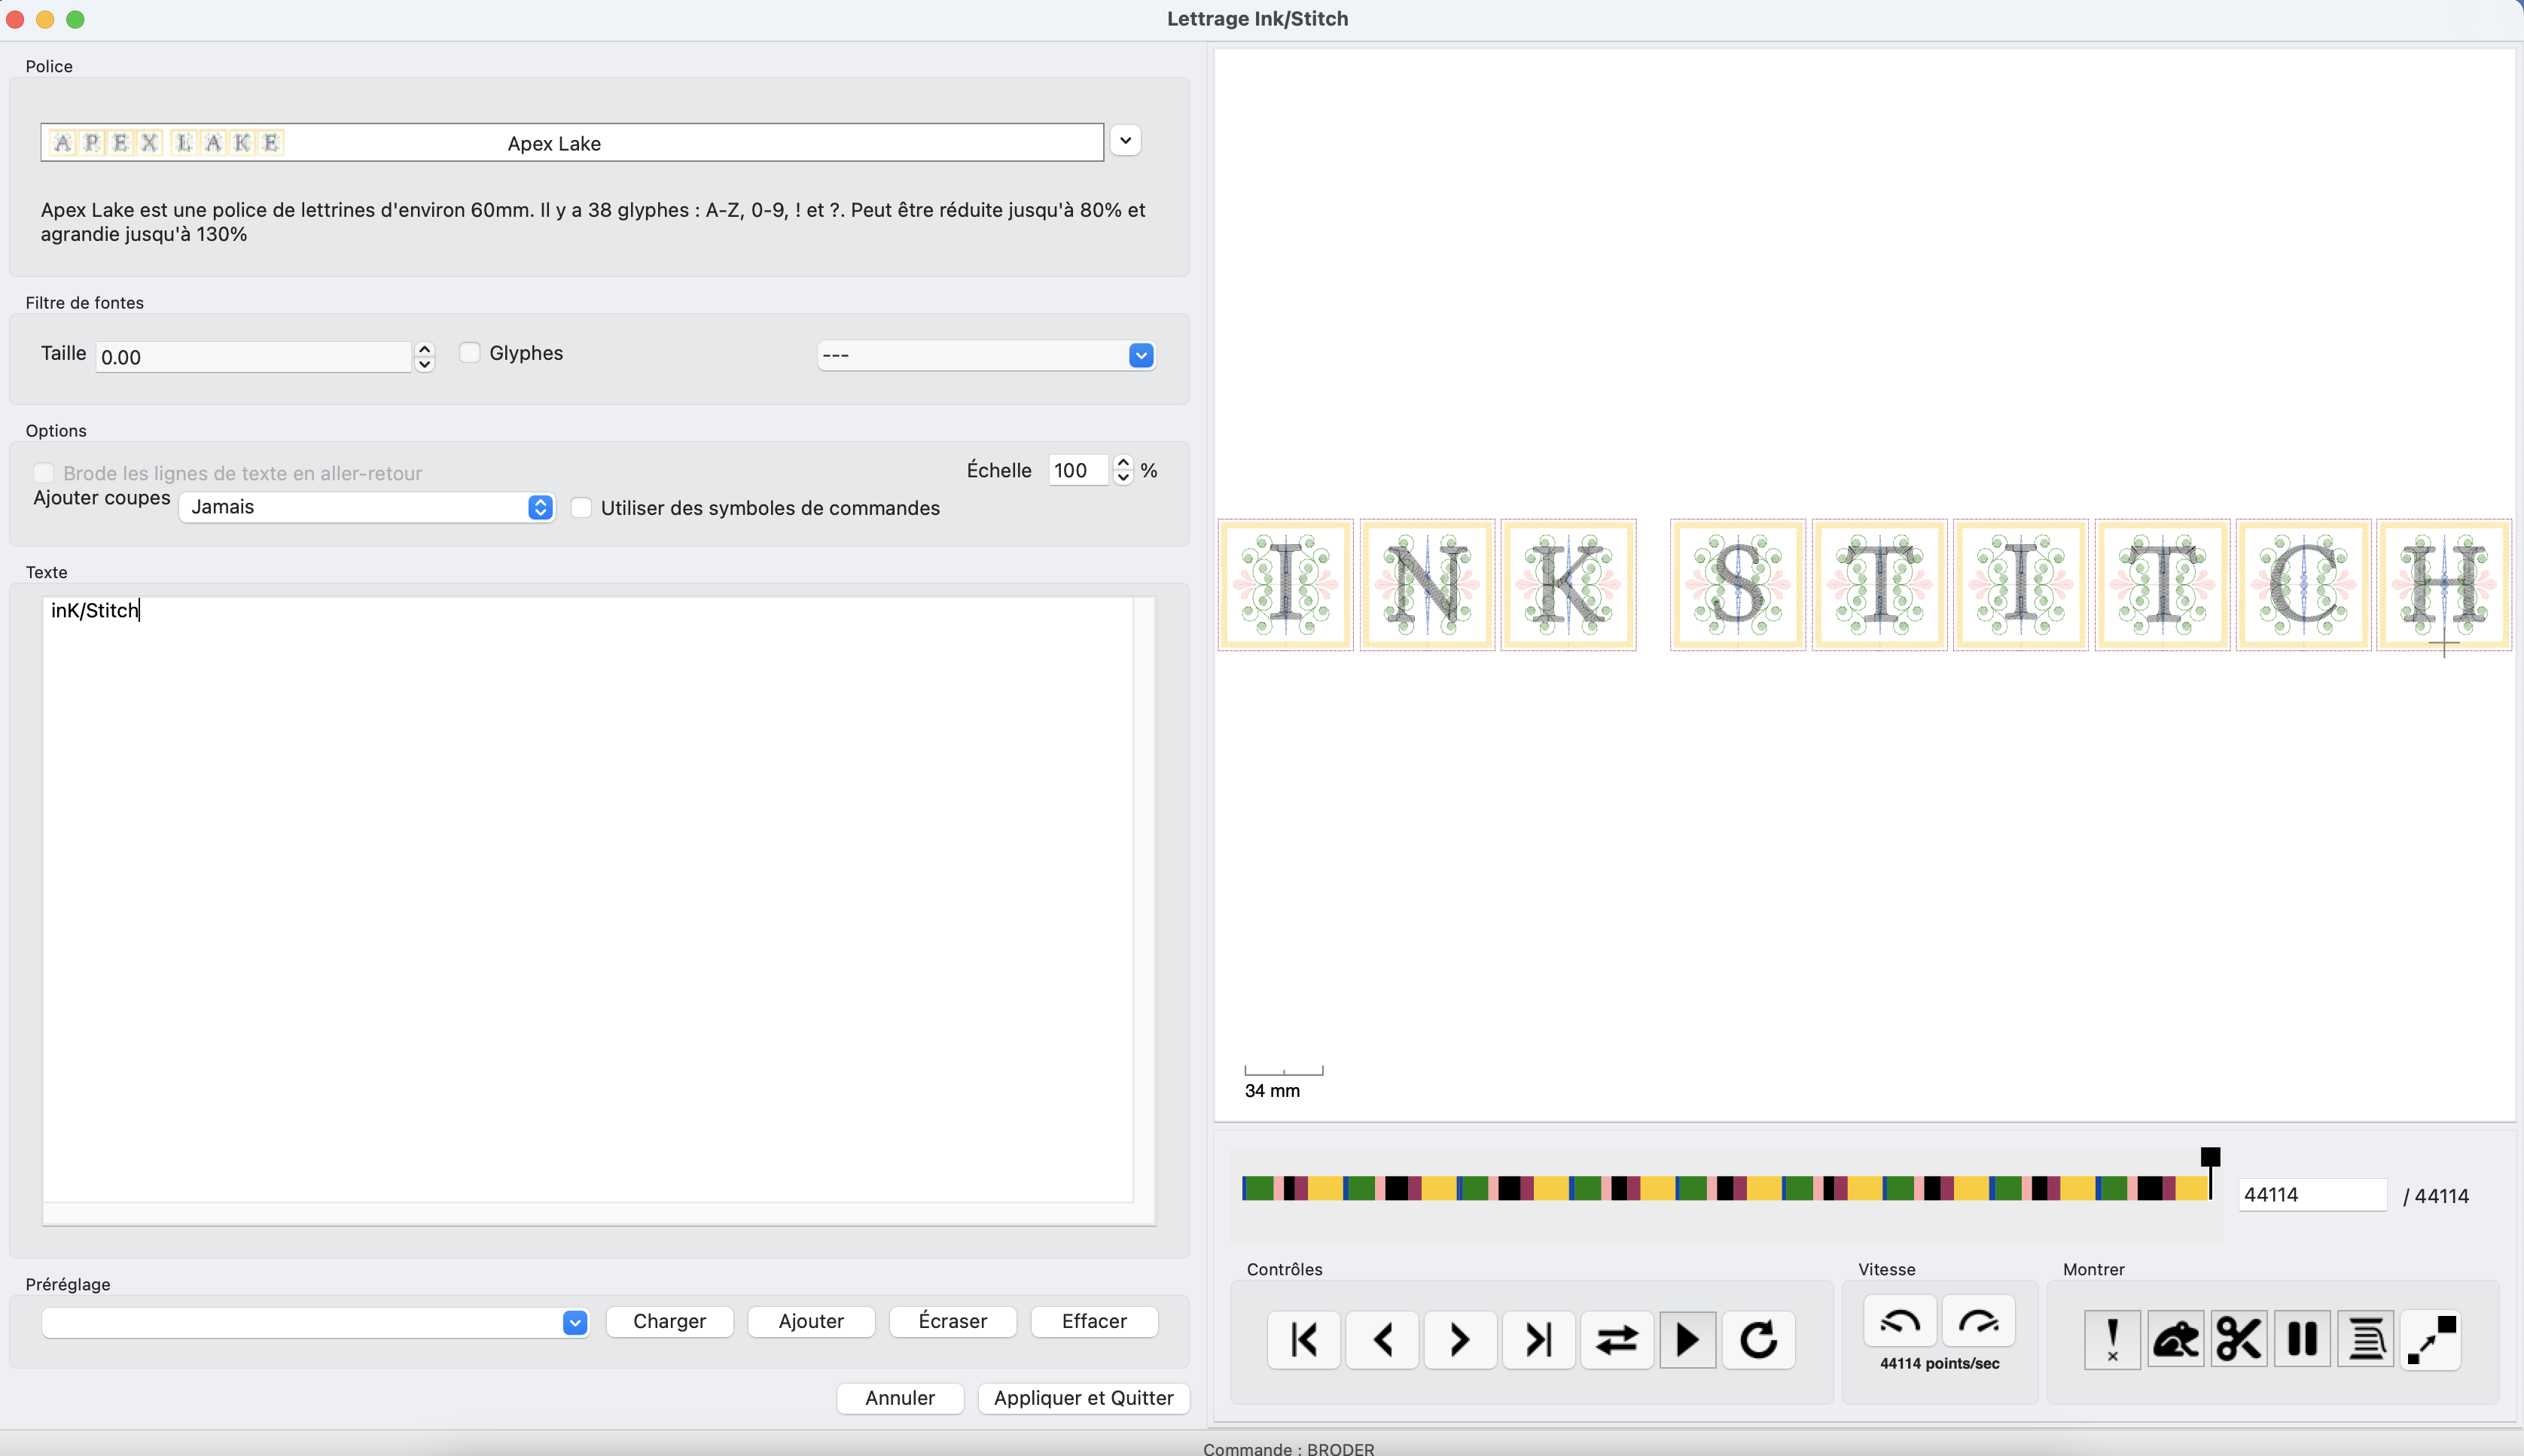 Lettrage Ink/Stitch
Police
APEX LAKE Apex Lake
Apex Lake est une police de lettrines d'environ 60mm. Il y a 38 glyphes : A-Z, 0-9, ! et ?. Peut être réduite jusqu'à 80% et
agrandie jusqu'à 130%
Filtre de fontes
Taille 0.00 Glyphes ---
Options
Brode les lignes de texte en aller-retour Échelle 100 %
Ajouter coupes Jamais Utiliser des symboles de commandes
Texte
inK/Stitch
Préréglage
Charger Ajouter Écraser Effacer
Annuler Appliquer et Quitter
INK STITCH
34 mm
44114 / 44114
Contrôles Vitesse Montrer
44114 points/sec
Commande : BRODER